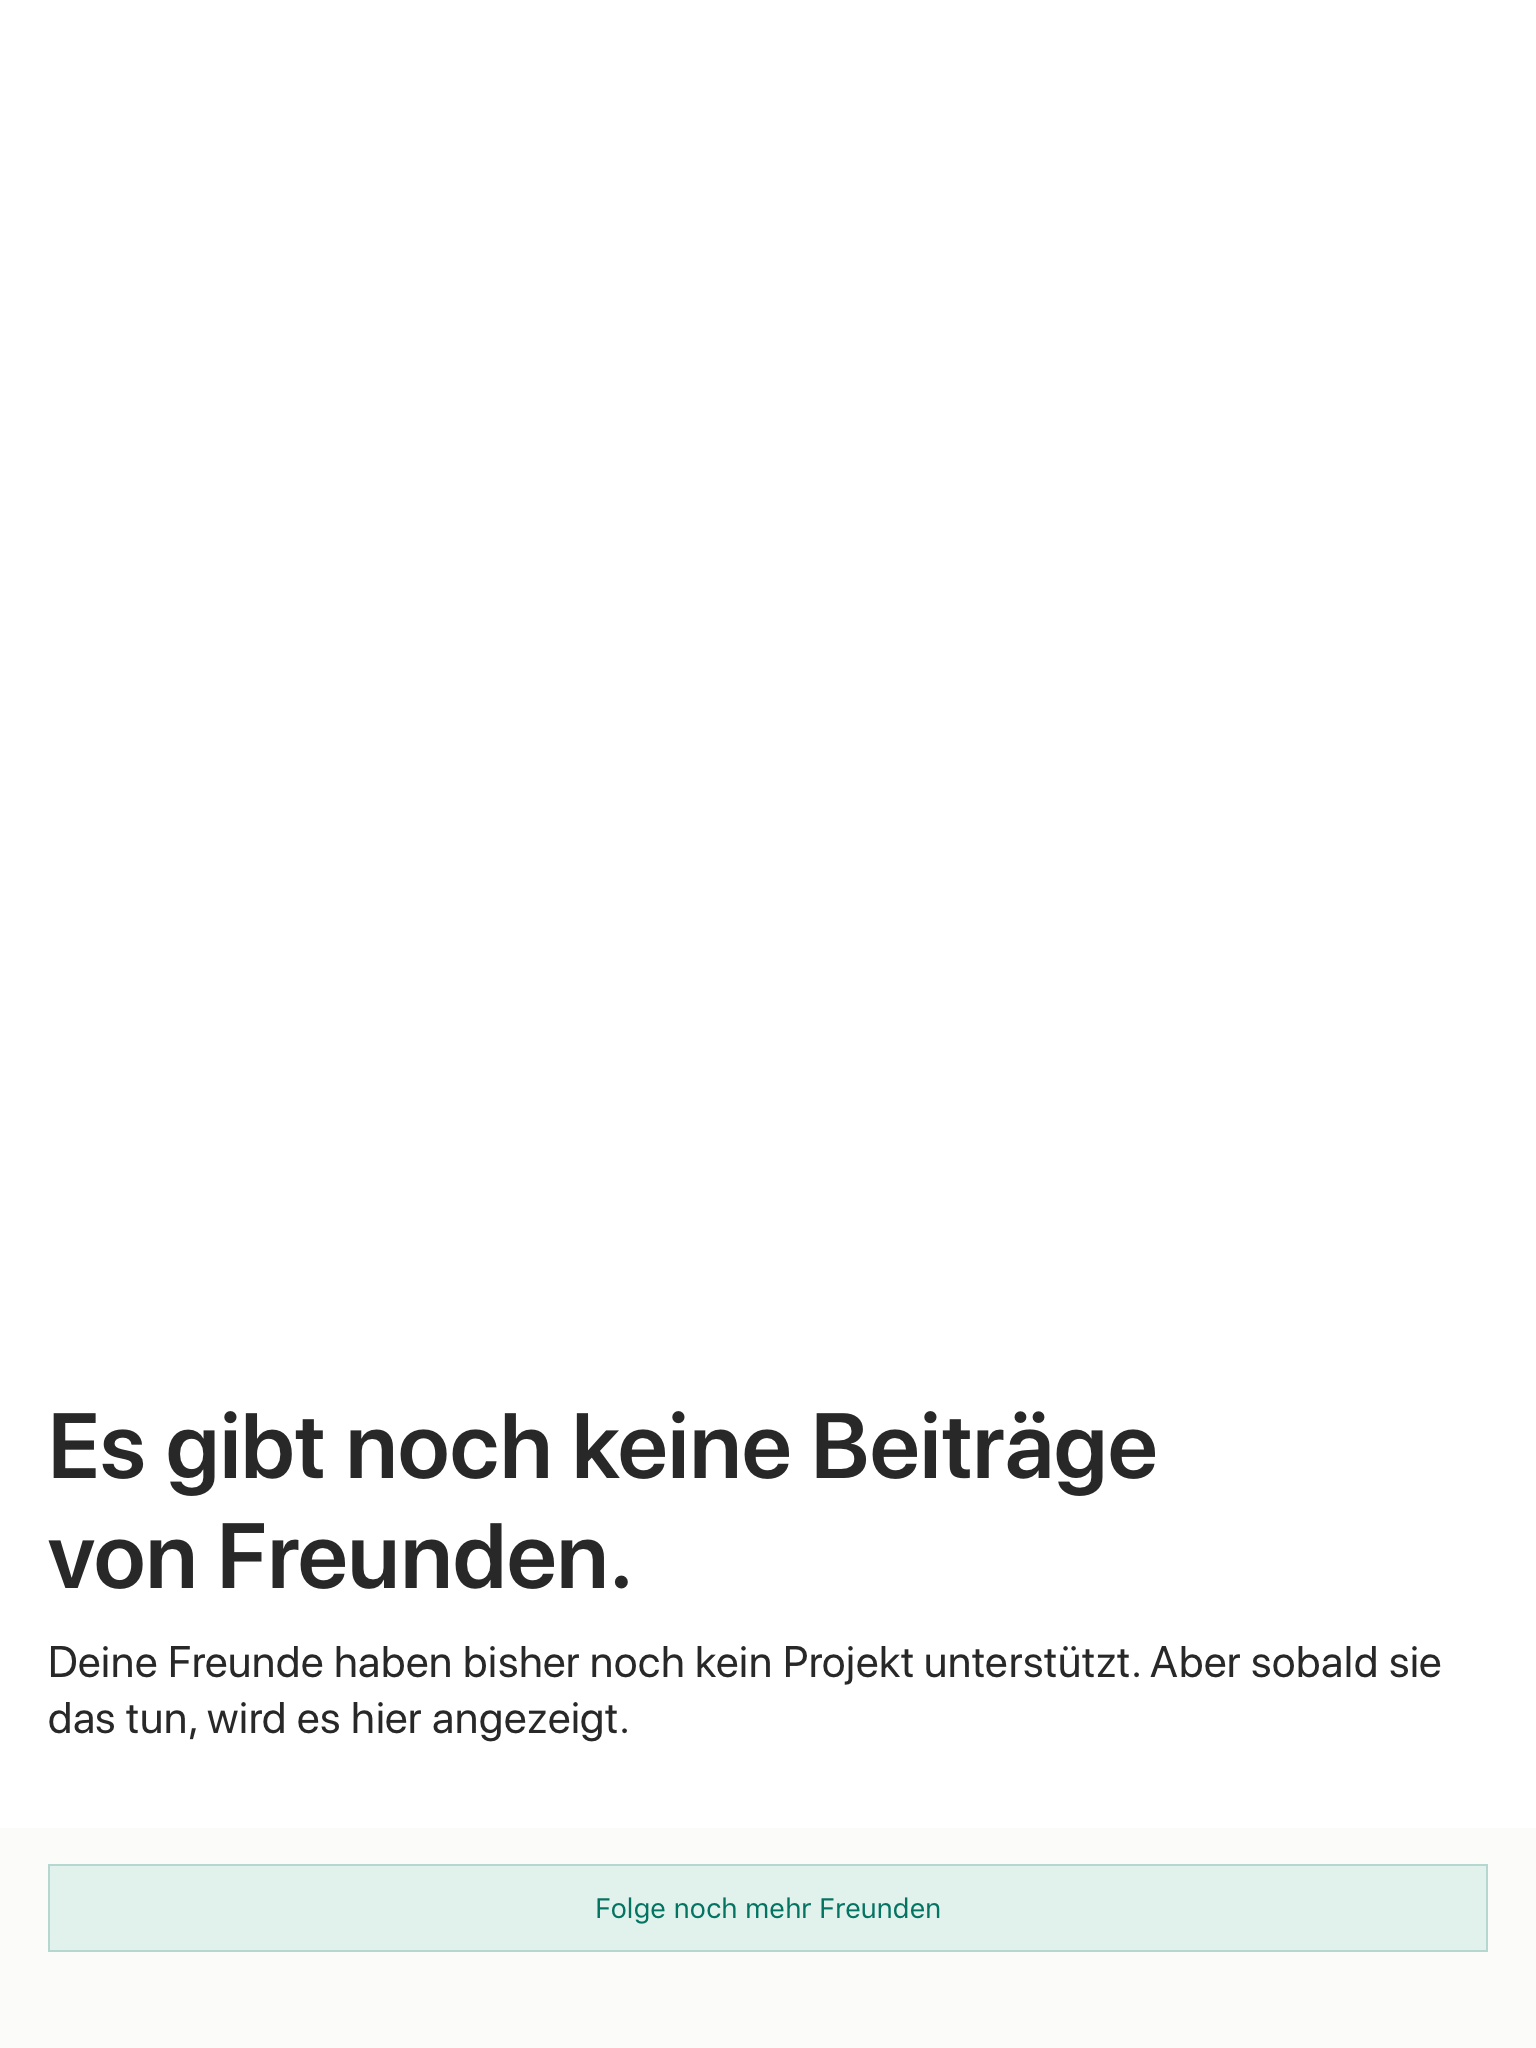 Es gibt noch keine Beiträge
von Freunden.
Deine Freunde haben bisher noch kein Projekt unterstützt. Aber sobald sie
das tun, wird es hier angezeigt.
Folge noch mehr Freunden